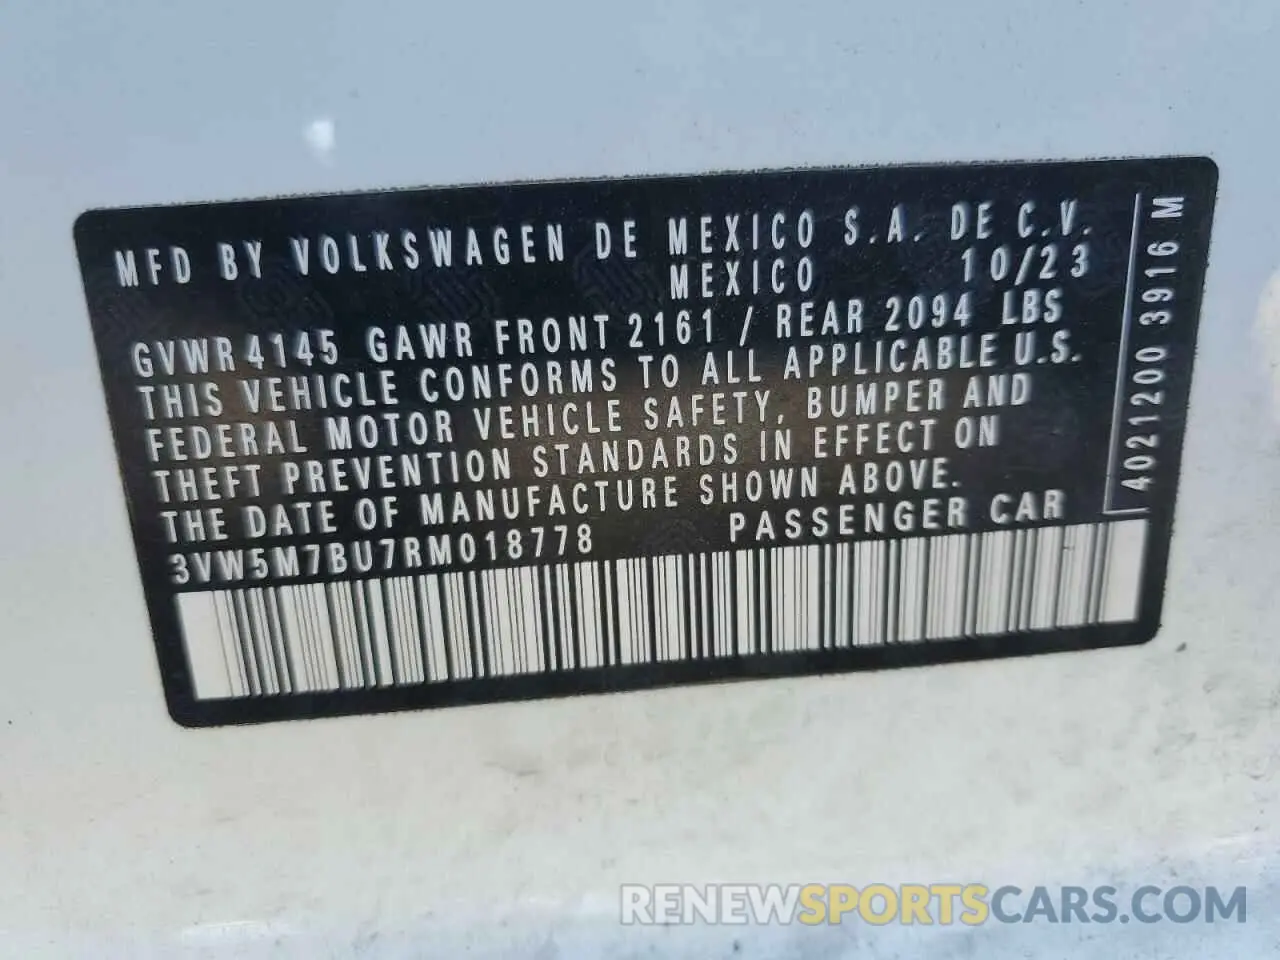 MFD BY VOLKSWAGEN DE MEXICO S.A. DE C.V.
MEXICO 10/23
GVWR 4145 GAWR FRONT 2161 / REAR 2094 LBS
THIS VEHICLE CONFORMS TO ALL APPLICABLE U.S.
FEDERAL MOTOR VEHICLE SAFETY, BUMPER AND
THEFT PREVENTION STANDARDS IN EFFECT ON
THE DATE OF MANUFACTURE SHOWN ABOVE.
3VW5M7BU7RM018778 PASSENGER CAR
4021200 3916 M
RENEWSPORTSCARS.COM